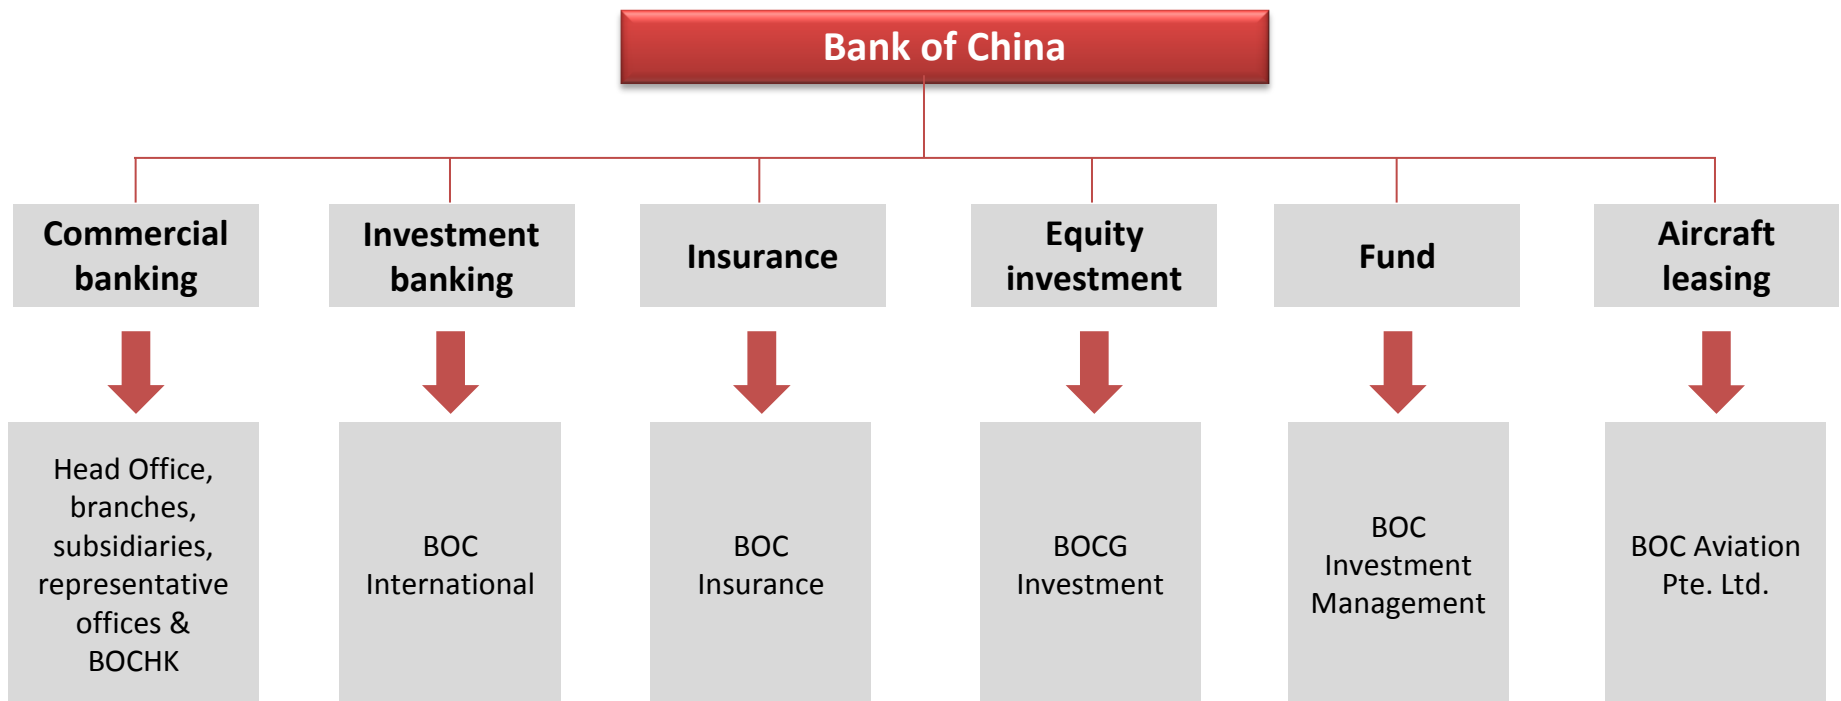 Bank of China
Commercial
banking
Investment
banking
Insurance
Equity
investment
Fund
Aircraft
leasing
Head Office,
branches,
subsidiaries,
representative
offices &
BOCHK
BOC
International
BOC
Insurance
BOCG
Investment
BOC
Investment
Management
BOC Aviation
Pte. Ltd.